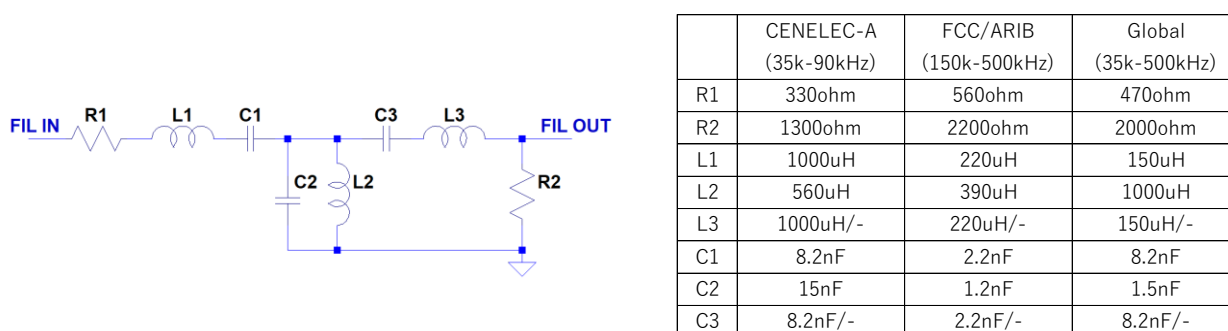 FIL IN
R1
L1
C1
C3
L3
FIL OUT
C2
L2
R2
CENELEC-A FCC/ARIB Global
(35k-90kHz) (150k-500kHz) (35k-500kHz)
R1 330ohm 560ohm 470ohm
R2 1300ohm 2200ohm 2000ohm
L1 1000uH 220uH 150uH
L2 560uH 390uH 1000uH
L3 1000uH/- 220uH/- 150uH/-
C1 8.2nF 2.2nF 8.2nF
C2 15nF 1.2nF 1.5nF
C3 8.2nF/- 2.2nF/- 8.2nF/-